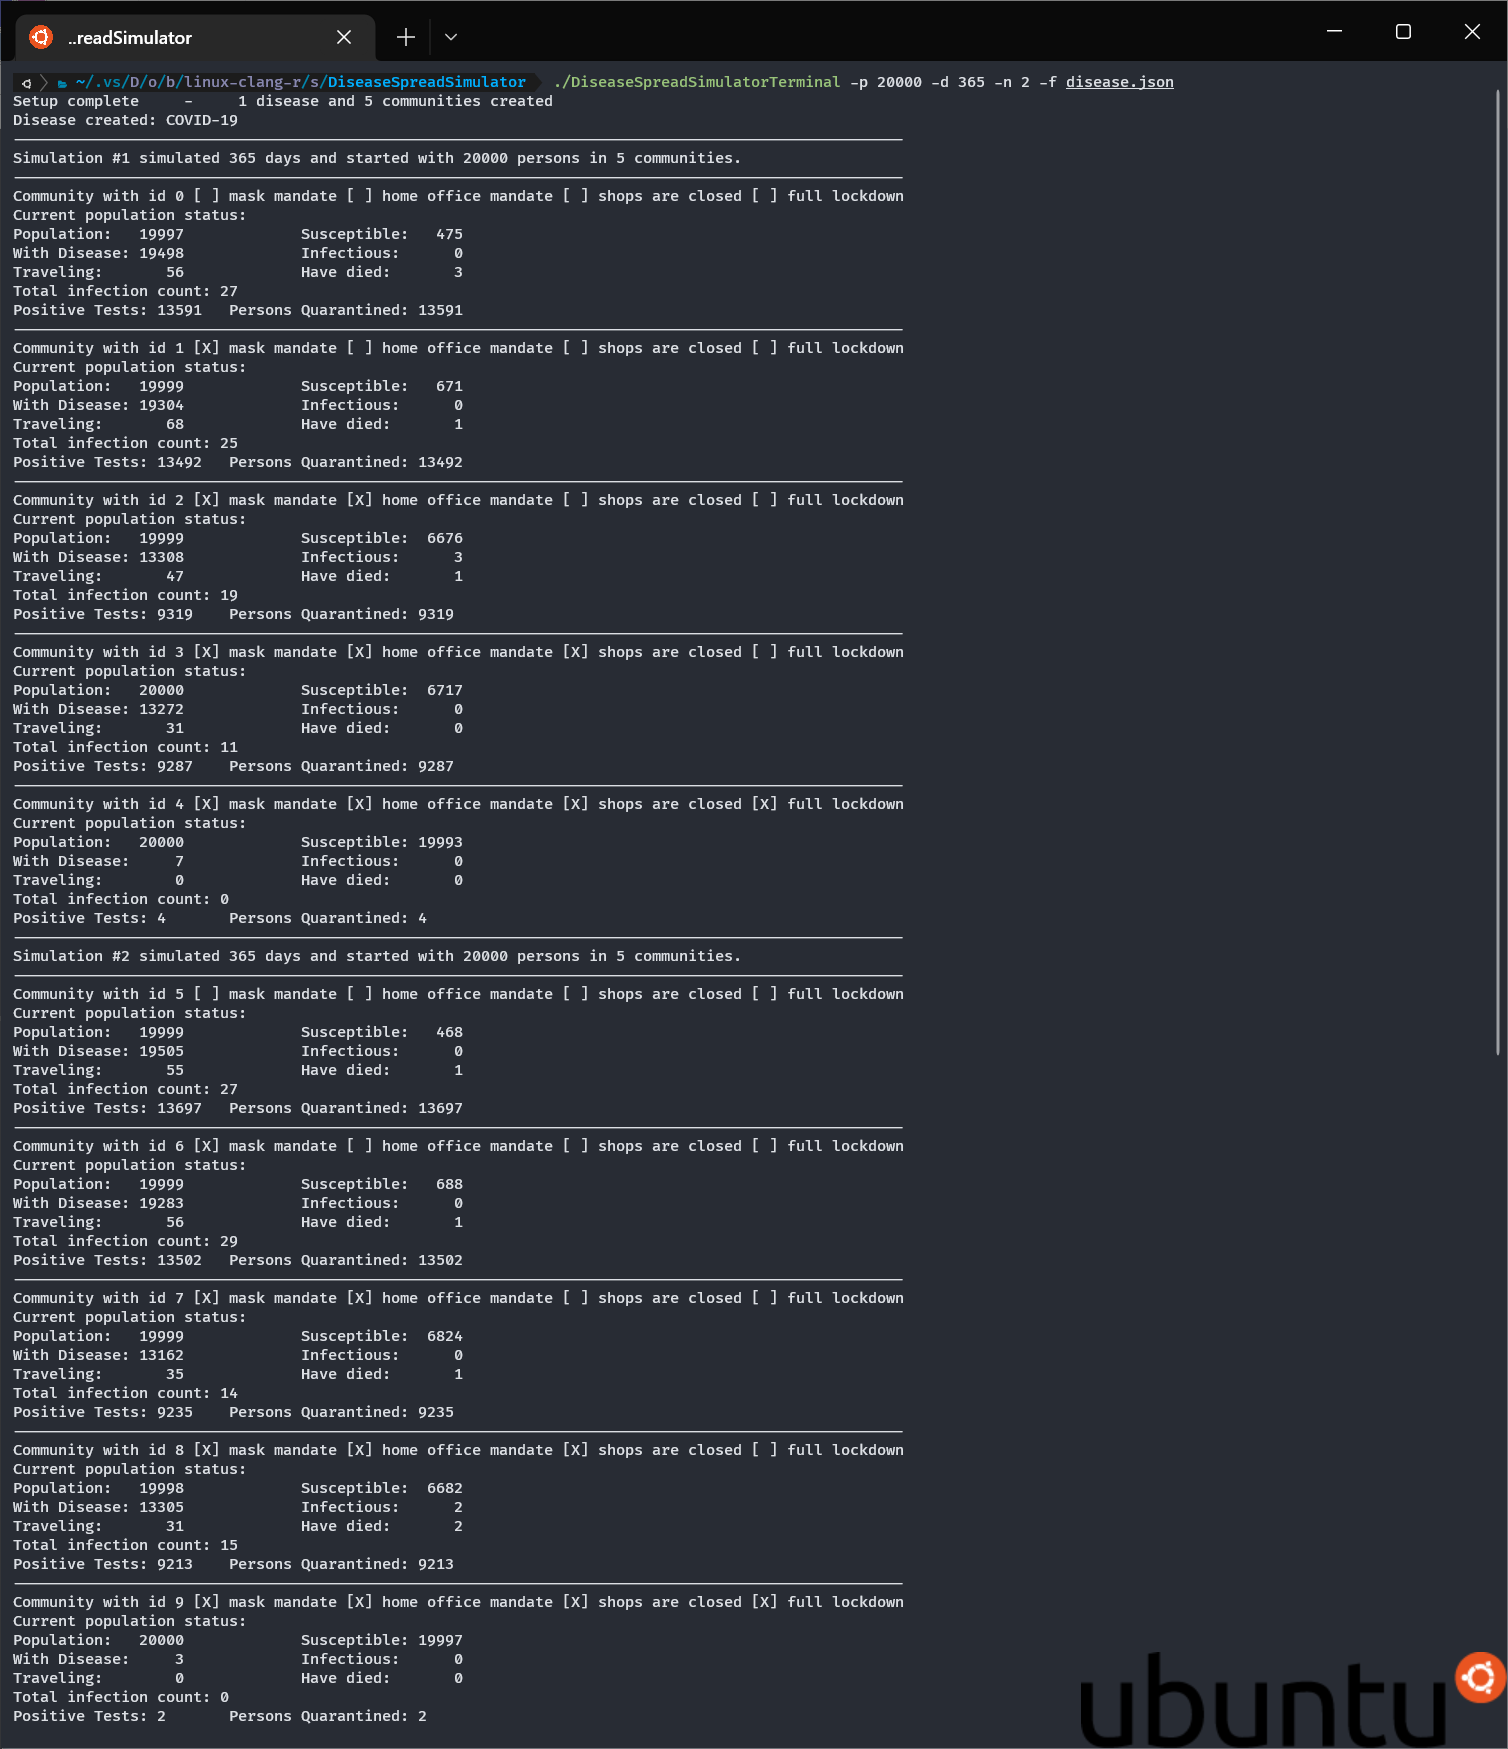 ..readSimulator
~/.vs/D/o/b/linux-clang-r/s/DiseaseSpreadSimulator ./DiseaseSpreadSimulatorTerminal -p 20000 -d 365 -n 2 -f disease.json
Setup complete     -     1 disease and 5 communities created
Disease created: COVID-19
Simulation #1 simulated 365 days and started with 20000 persons in 5 communities.
Community with id 0 [ ] mask mandate [ ] home office mandate [ ] shops are closed [ ] full lockdown
Current population status:
Population:   19997             Susceptible:   475
With Disease: 19498             Infectious:      0
Traveling:       56             Have died:       3
Total infection count: 27
Positive Tests: 13591   Persons Quarantined: 13591
Community with id 1 [X] mask mandate [ ] home office mandate [ ] shops are closed [ ] full lockdown
Current population status:
Population:   19999             Susceptible:   671
With Disease: 19304             Infectious:      0
Traveling:       68             Have died:       1
Total infection count: 25
Positive Tests: 13492   Persons Quarantined: 13492
Community with id 2 [X] mask mandate [X] home office mandate [ ] shops are closed [ ] full lockdown
Current population status:
Population:   19999             Susceptible:  6676
With Disease: 13308             Infectious:      3
Traveling:       47             Have died:       1
Total infection count: 19
Positive Tests: 9319    Persons Quarantined: 9319
Community with id 3 [X] mask mandate [X] home office mandate [X] shops are closed [ ] full lockdown
Current population status:
Population:   20000             Susceptible:  6717
With Disease: 13272             Infectious:      0
Traveling:       31             Have died:       0
Total infection count: 11
Positive Tests: 9287    Persons Quarantined: 9287
Community with id 4 [X] mask mandate [X] home office mandate [X] shops are closed [X] full lockdown
Current population status:
Population:   20000             Susceptible: 19993
With Disease:     7             Infectious:      0
Traveling:        0             Have died:       0
Total infection count: 0
Positive Tests: 4       Persons Quarantined: 4
Simulation #2 simulated 365 days and started with 20000 persons in 5 communities.
Community with id 5 [ ] mask mandate [ ] home office mandate [ ] shops are closed [ ] full lockdown
Current population status:
Population:   19999             Susceptible:   468
With Disease: 19505             Infectious:      0
Traveling:       55             Have died:       1
Total infection count: 27
Positive Tests: 13697   Persons Quarantined: 13697
Community with id 6 [X] mask mandate [ ] home office mandate [ ] shops are closed [ ] full lockdown
Current population status:
Population:   19999             Susceptible:   688
With Disease: 19283             Infectious:      0
Traveling:       56             Have died:       1
Total infection count: 29
Positive Tests: 13502   Persons Quarantined: 13502
Community with id 7 [X] mask mandate [X] home office mandate [ ] shops are closed [ ] full lockdown
Current population status:
Population:   19999             Susceptible:  6824
With Disease: 13162             Infectious:      0
Traveling:       35             Have died:       1
Total infection count: 14
Positive Tests: 9235    Persons Quarantined: 9235
Community with id 8 [X] mask mandate [X] home office mandate [X] shops are closed [ ] full lockdown
Current population status:
Population:   19998             Susceptible:  6682
With Disease: 13305             Infectious:      2
Traveling:       31             Have died:       2
Total infection count: 15
Positive Tests: 9213    Persons Quarantined: 9213
Community with id 9 [X] mask mandate [X] home office mandate [X] shops are closed [X] full lockdown
Current population status:
Population:   20000             Susceptible: 19997
With Disease:     3             Infectious:      0
Traveling:        0             Have died:       0
Total infection count: 0
Positive Tests: 2       Persons Quarantined: 2
ubuntu